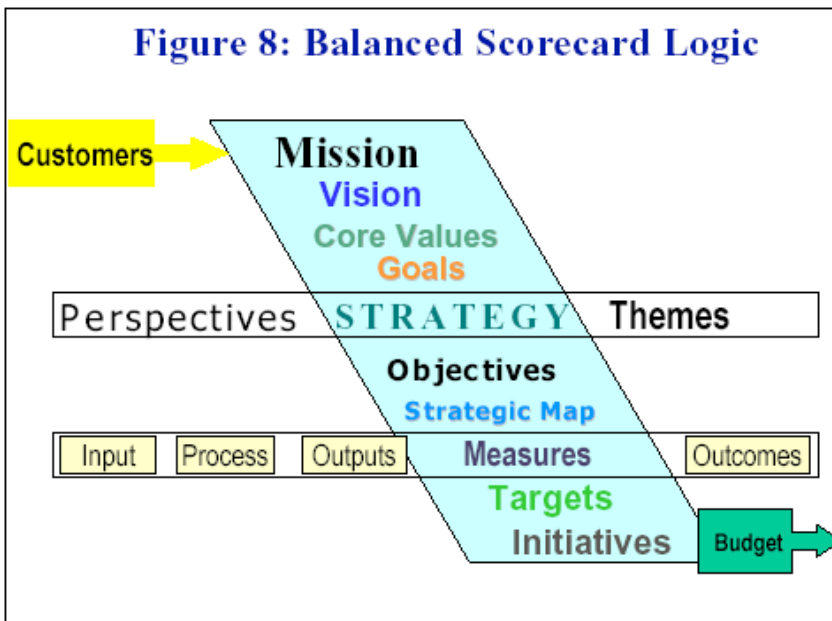 Figure 8: Balanced Scorecard Logic
Customers
Mission
Vision
Core Values
Goals
Perspectives STRATEGY Themes
Objectives
Strategic Map
Input Process Outputs Measures Outcomes
Targets
Initiatives
Budget